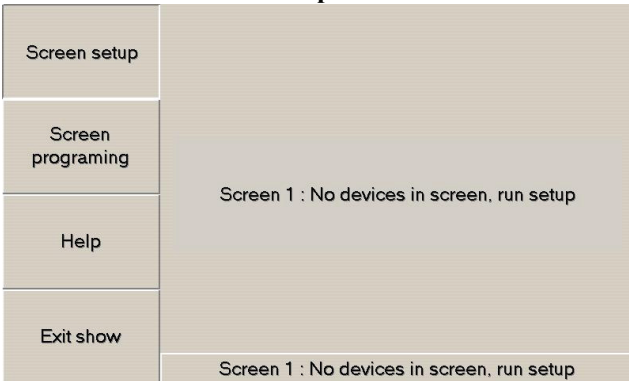 Screen setup
Screen
programing
Help
Exit show
Screen 1 : No devices in screen, run setup
Screen 1 : No devices in screen, run setup